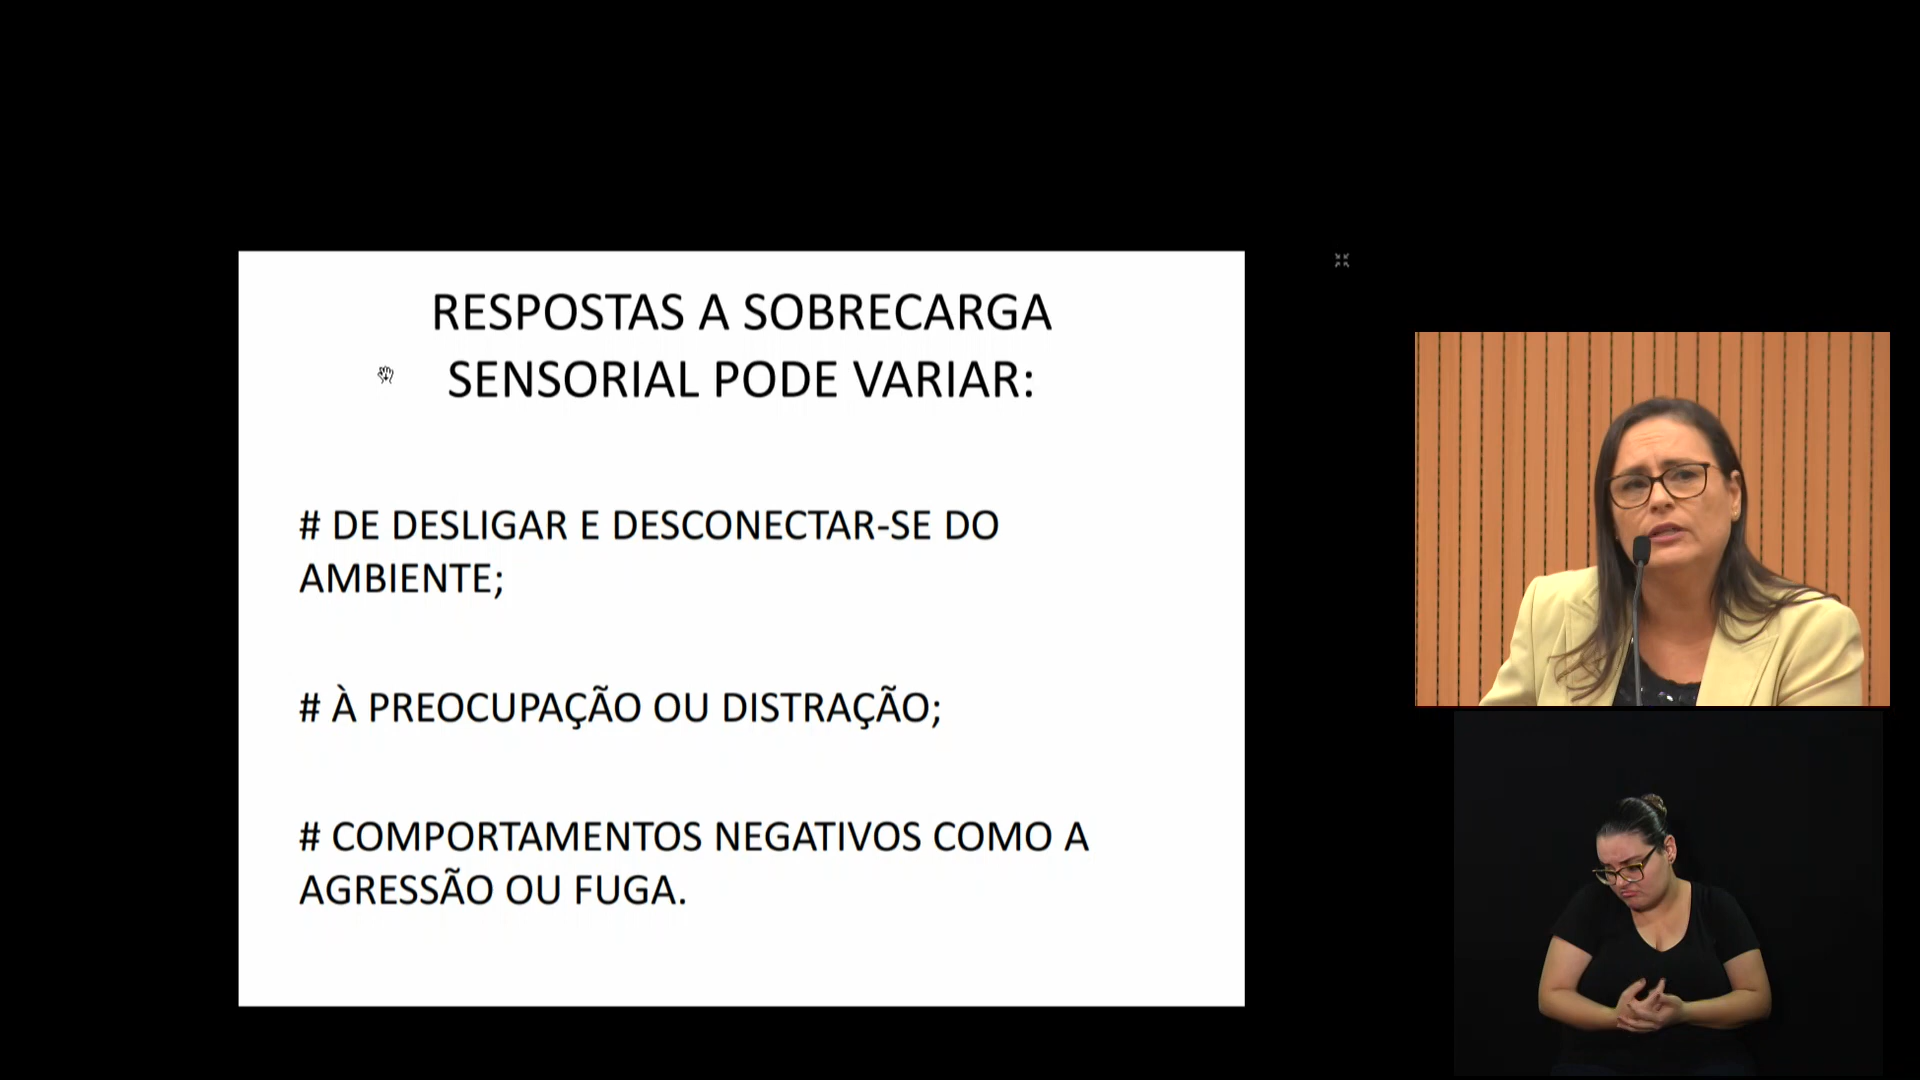 RESPOSTAS A SOBRECARGA
SENSORIAL PODE VARIAR:
# DE DESLIGAR E DESCONECTAR-SE DO
AMBIENTE;
# À PREOCUPAÇÃO OU DISTRAÇÃO;
# COMPORTAMENTOS NEGATIVOS COMO A
AGRESSÃO OU FUGA.